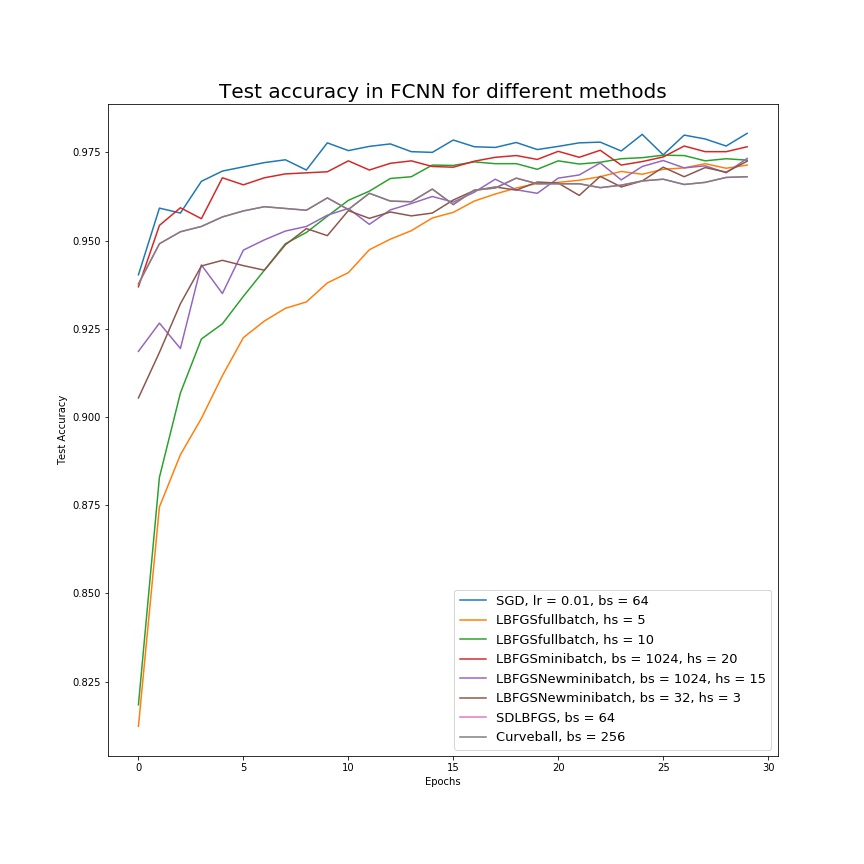 Test accuracy in FCNN for different methods
0.975
0.950
0.925
0.900
0.875
0.850
0.825
Test Accuracy
SGD, lr = 0.01, bs = 64
LBFGSfullbatch, hs = 5
LBFGSfullbatch, hs = 10
LBFGSminibatch, bs = 1024, hs = 20
LBFGSNewminibatch, bs = 1024, hs = 15
LBFGSNewminibatch, bs = 32, hs = 3
SDLBFGS, bs = 64
Curveball, bs = 256
0 5 10 15 20 25 30
Epochs